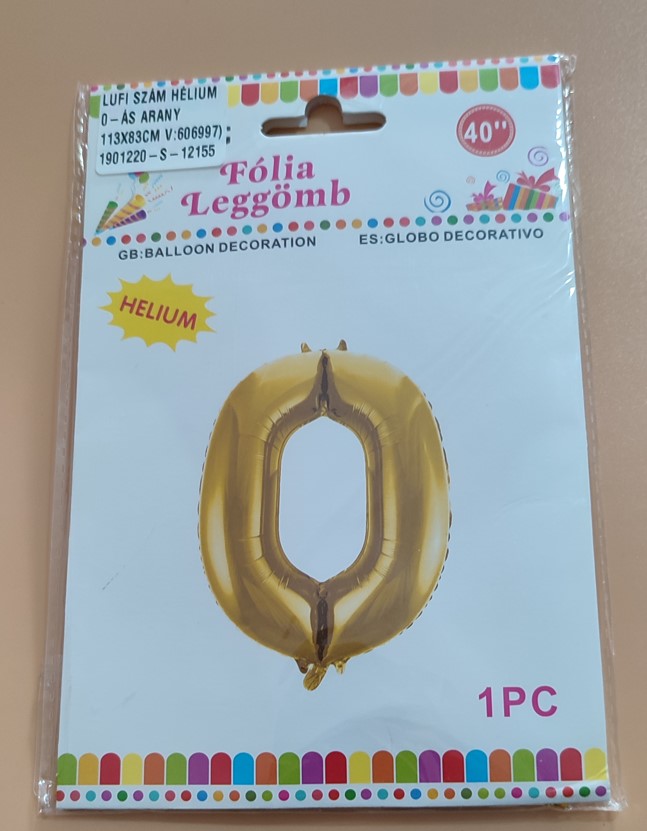 LUFI SZÁM HÉLIUM
0-ÁS ARANY
113X83CM V:606997);
1901220-S-12155
40''
Fólia
Leggömb
GB:BALLOON DECORATION
ES:GLOBO DECORATIVO
HELIUM
1PC